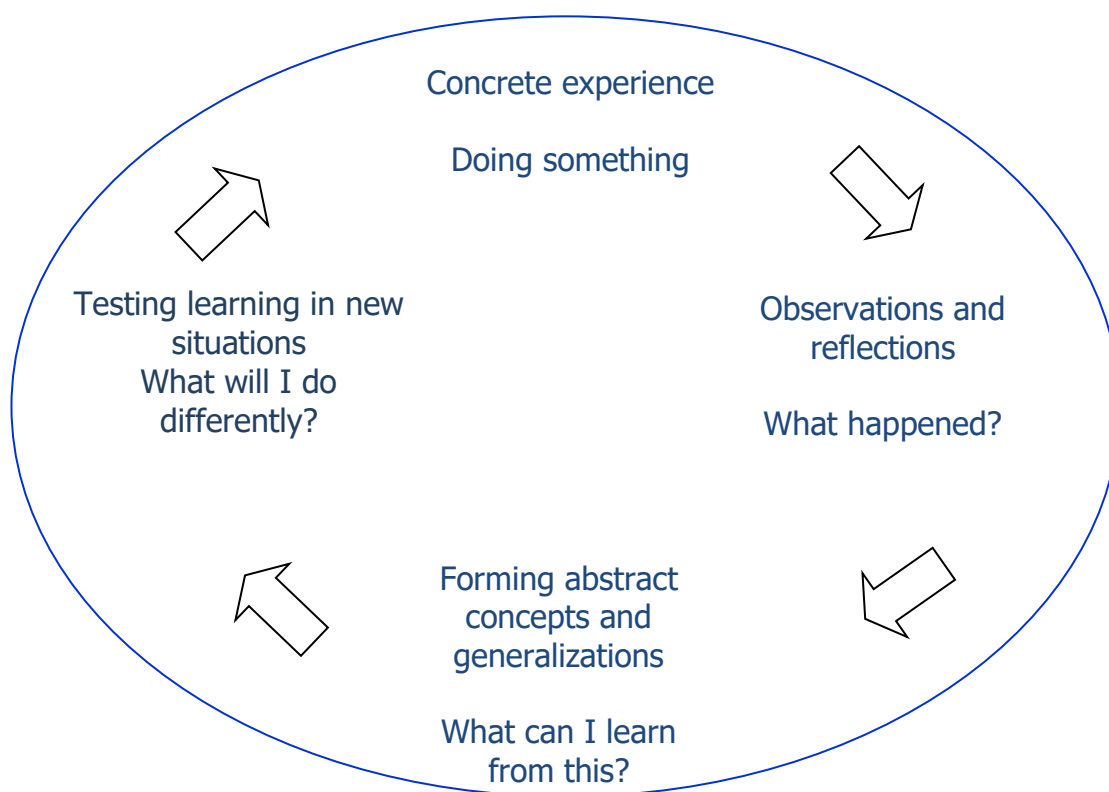 Concrete experience
Doing something
Testing learning in new
situations
What will I do
differently?
Observations and
reflections
What happened?
Forming abstract
concepts and
generalizations
What can I learn
from this?